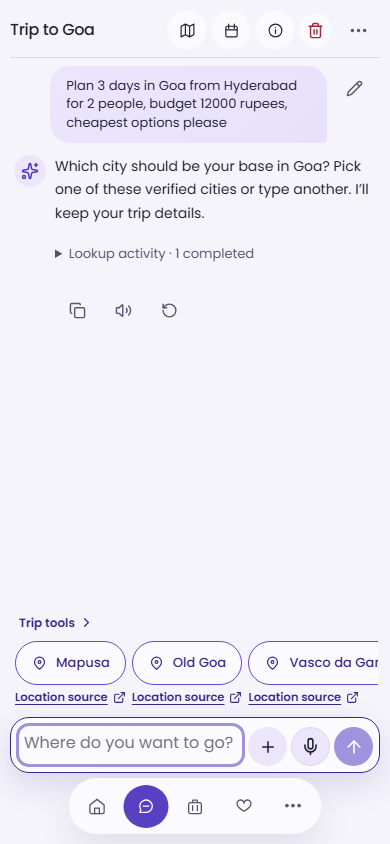 Trip to Goa
Plan 3 days in Goa from Hyderabad
for 2 people, budget 12000 rupees,
cheapest options please
Which city should be your base in Goa? Pick
one of these verified cities or type another. I’ll
keep your trip details.
Lookup activity · 1 completed
Trip tools
Mapusa
Old Goa
Vasco da Gar
Location source
Location source
Location source
Where do you want to go?